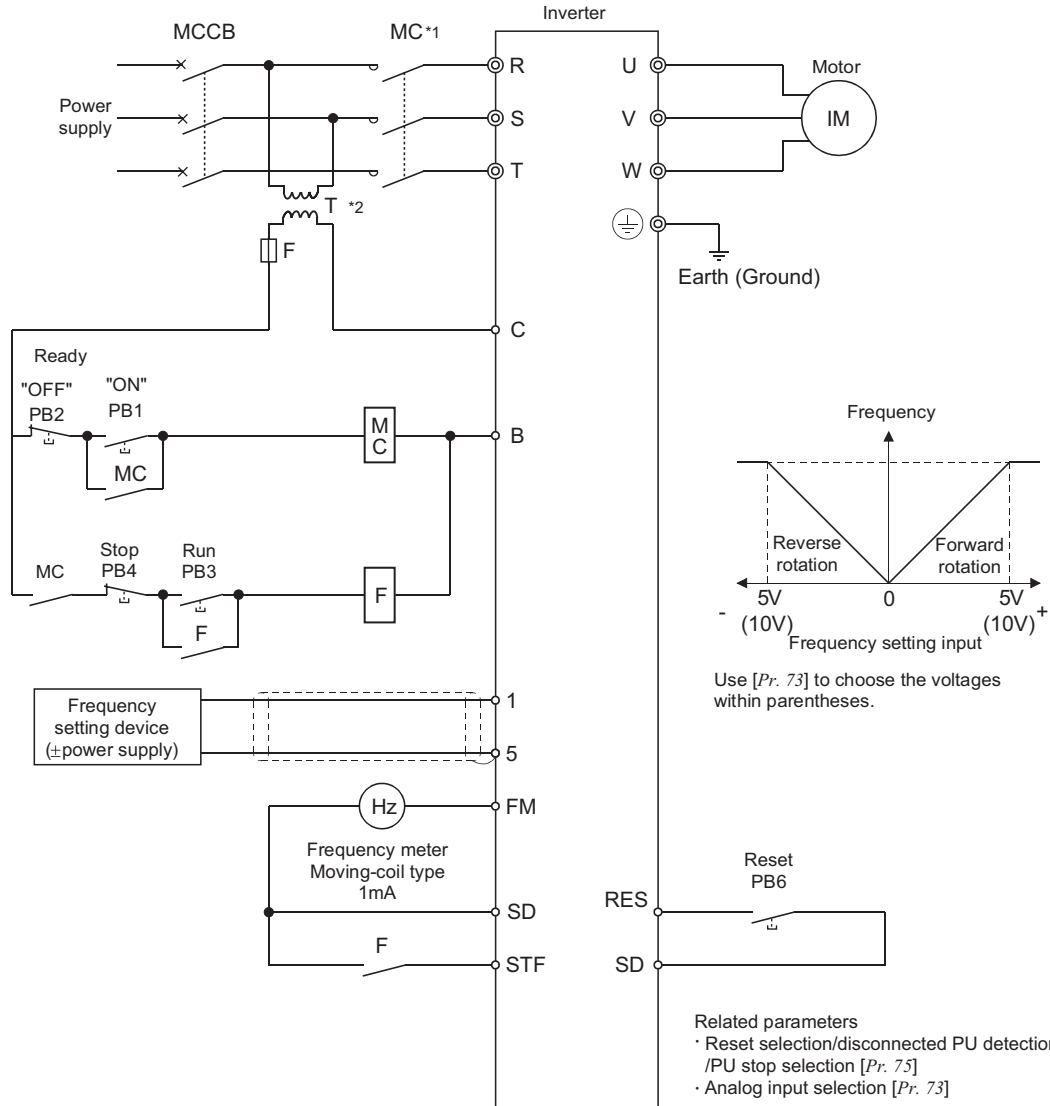 Inverter
MCCB
MC *1
R
S
T
Power
supply
U
V
W
Motor
IM
T *2
F
Earth (Ground)
C
Ready
"OFF"
PB2
"ON"
PB1
MC
M
C
B
MC
Stop
PB4
Run
PB3
F
F
Frequency
Reverse
rotation
Forward
rotation
-
5V
(10V)
0
5V
(10V)
+
Frequency setting input
Use [Pr. 73] to choose the voltages
within parentheses.
Frequency
setting device
(±power supply)
1
5
Hz
FM
Frequency meter
Moving-coil type
1mA
SD
F
STF
Reset
PB6
RES
SD
Related parameters
· Reset selection/disconnected PU detection
/PU stop selection [Pr. 75]
· Analog input selection [Pr. 73]